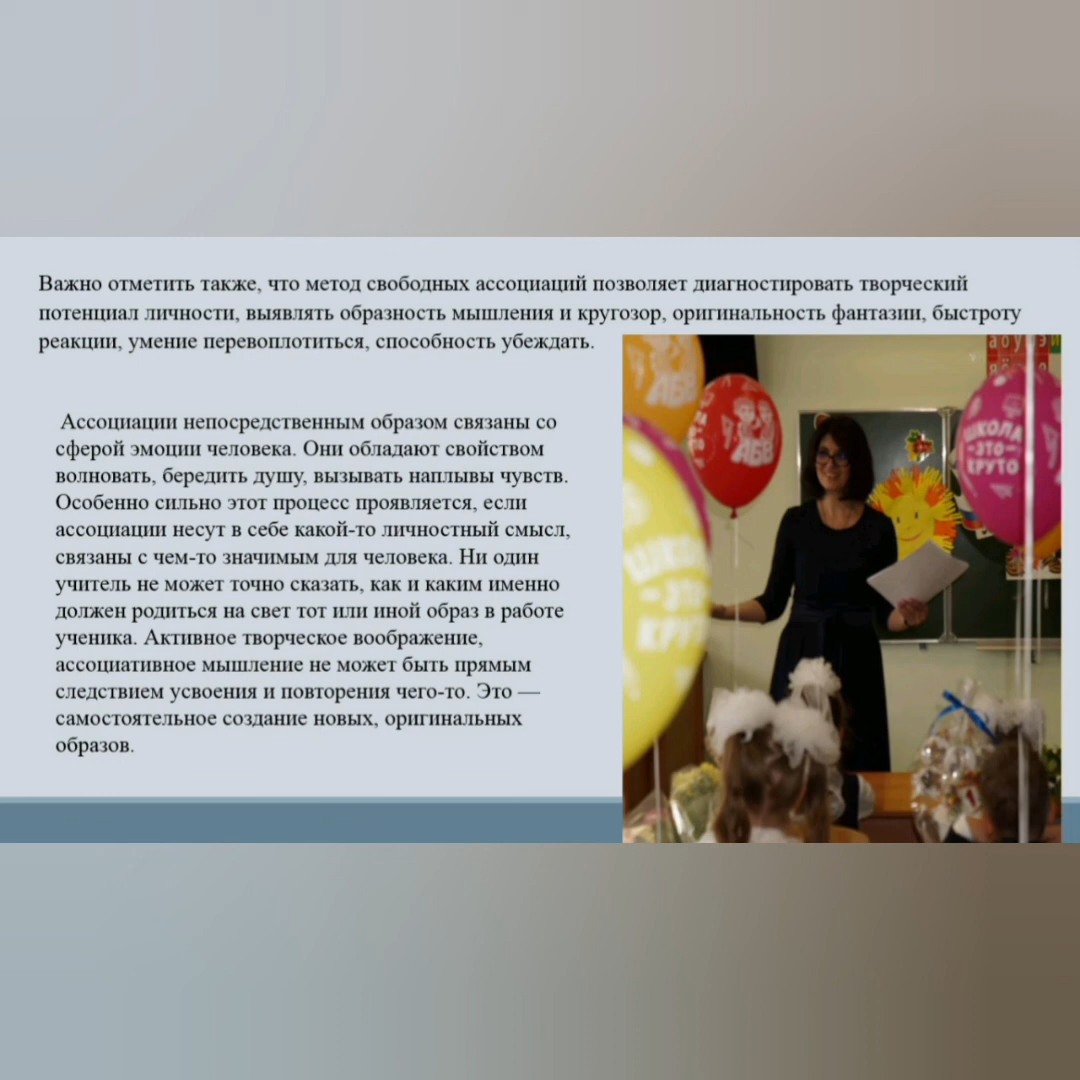 Важно отметить также, что метод свободных ассоциаций позволяет диагностировать творческий
потенциал личности, выявлять образность мышления и кругозор, оригинальность фантазии, быстроту
реакции, умение перевоплотиться, способность убеждать.
Ассоциации непосредственным образом связаны со
сферой эмоции человека. Они обладают свойством
волновать, бередить душу, вызывать наплывы чувств.
Особенно сильно этот процесс проявляется, если
ассоциации несут в себе какой-то личностный смысл,
связаны с чем-то значимым для человека. Ни один
учитель не может точно сказать, как и каким именно
должен родиться на свет тот или иной образ в работе
ученика. Активное творческое воображение,
ассоциативное мышление не может быть прямым
следствием усвоения и повторения чего-то. Это —
самостоятельное создание новых, оригинальных
образов.
АБВ
АБВ
ШКОЛА
-ЭТО-
КРУТО
ШКОЛА
-ЭТО-
КРУТО